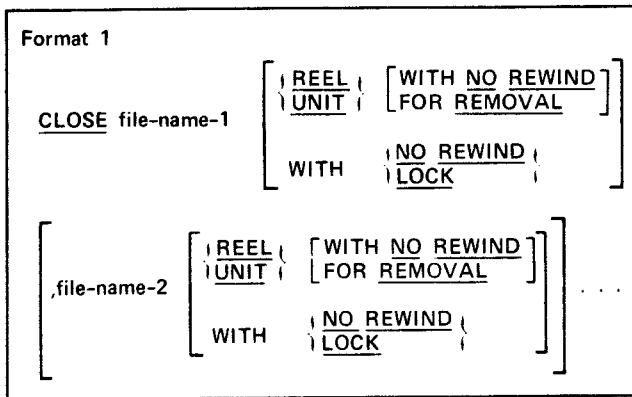 Format 1
{REEL} [WITH NO REWIND]
{UNIT} [FOR REMOVAL]
CLOSE file-name-1
WITH {NO REWIND}
{LOCK}
{REEL} [WITH NO REWIND]
{UNIT} [FOR REMOVAL]
,file-name-2 . . .
WITH {NO REWIND}
{LOCK}